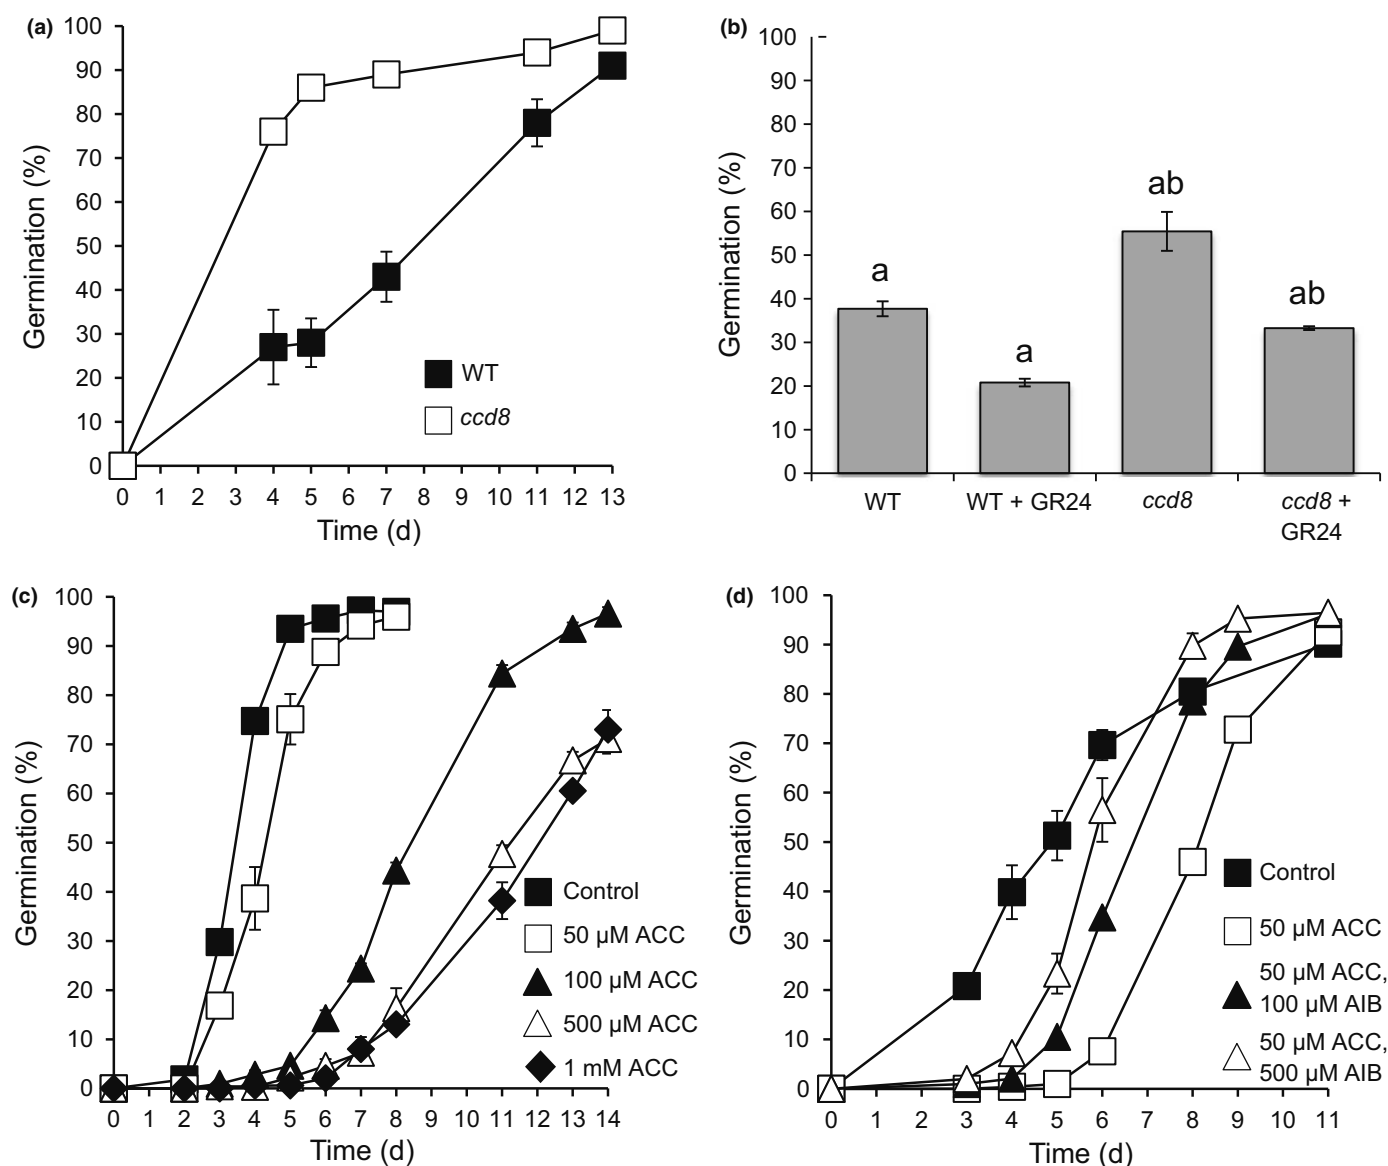 (a)
100
90
80
70
60
50
40
30
20
10
0
Germination (%)
WT
ccd8
0 1 2 3 4 5 6 7 8 9 10 11 12 13
Time (d)
(b)
100
90
80
70
60
50
40
30
20
10
0
Germination (%)
a
a
ab
ab
WT
WT + GR24
ccd8
ccd8 +
GR24
(c)
100
90
80
70
60
50
40
30
20
10
0
Germination (%)
Control
50 µM ACC
100 µM ACC
500 µM ACC
1 mM ACC
0 1 2 3 4 5 6 7 8 9 10 11 12 13 14
Time (d)
(d)
100
90
80
70
60
50
40
30
20
10
0
Germination (%)
Control
50 µM ACC
50 µM ACC,
100 µM AIB
50 µM ACC,
500 µM AIB
0 1 2 3 4 5 6 7 8 9 10 11
Time (d)